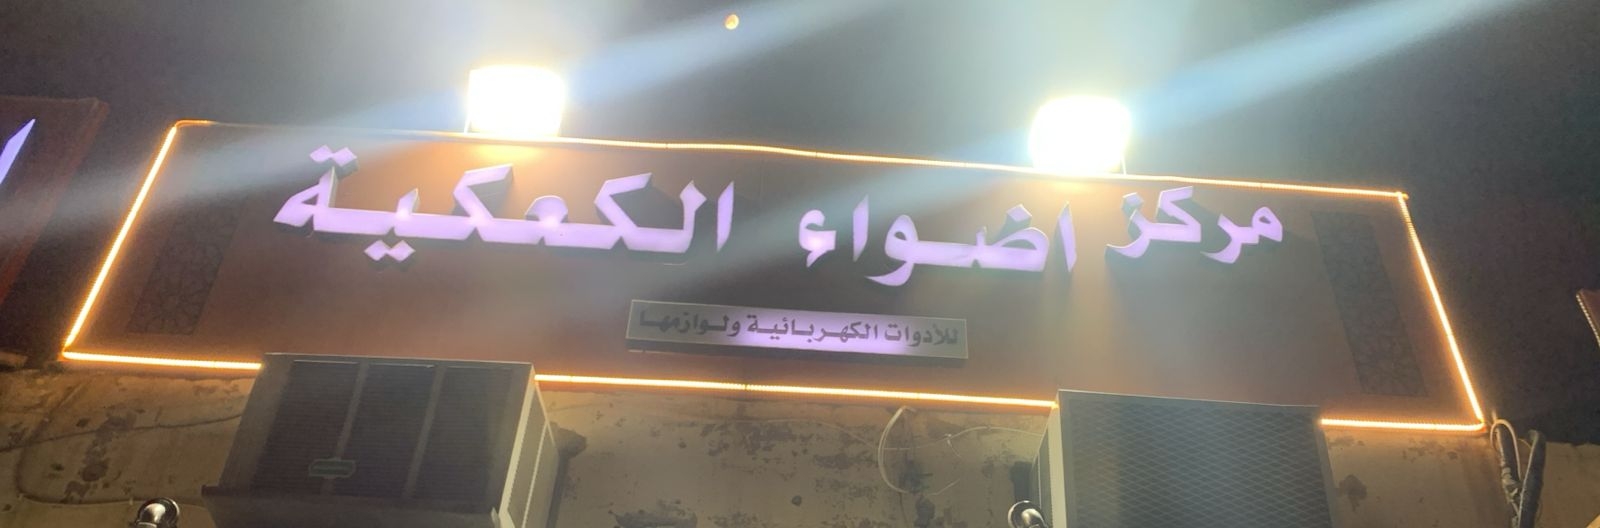 مركز اضواء الكعكية
للأدوات الكهربائية ولوازمها